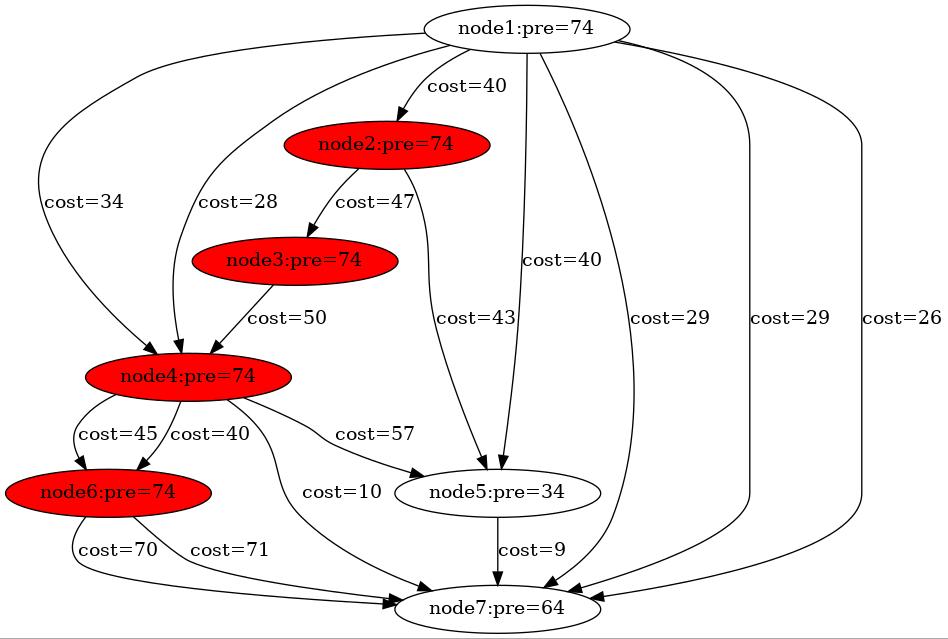 node1:pre=74
cost=40
node2:pre=74
cost=34
cost=28
cost=47
node3:pre=74
cost=40
cost=50
cost=43
cost=29
cost=29
cost=26
node4:pre=74
cost=45
cost=40
cost=57
node6:pre=74
cost=10
node5:pre=34
cost=70
cost=71
cost=9
node7:pre=64